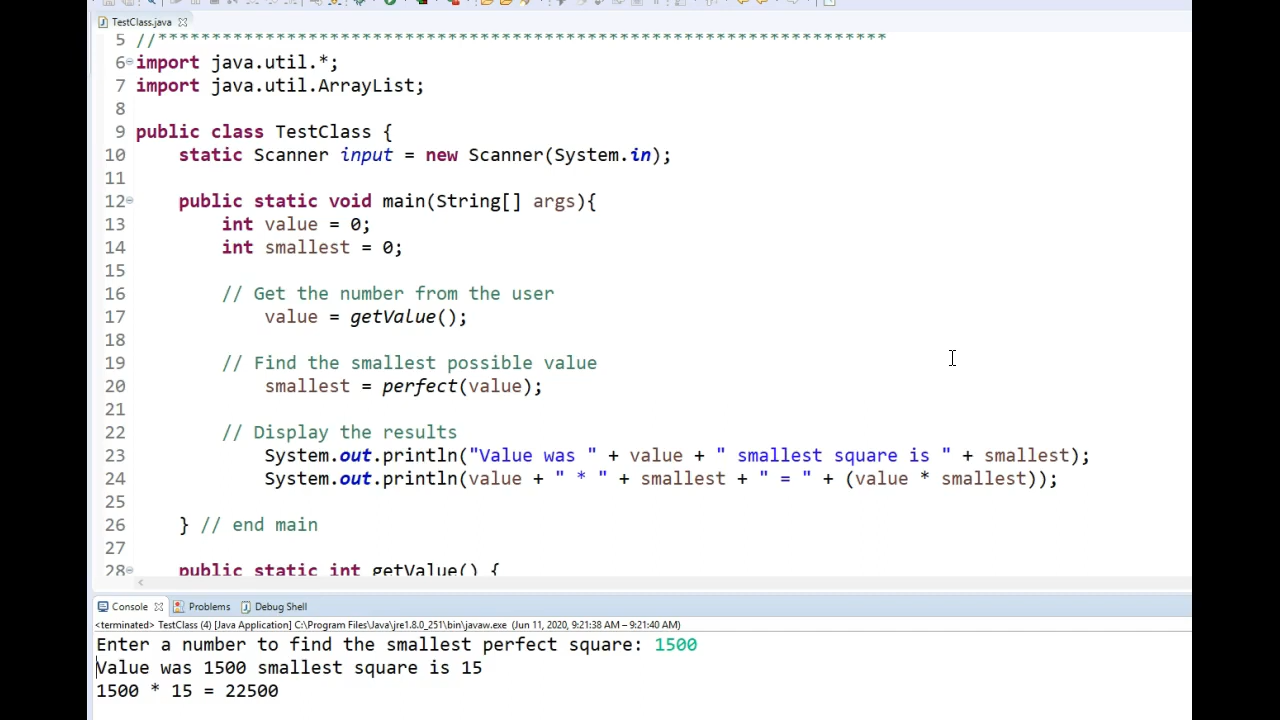 TestClass.java
5 //********************************************************************
6 import java.util.*;
7 import java.util.ArrayList;
8
9 public class TestClass {
10 static Scanner input = new Scanner(System.in);
11
12 public static void main(String[] args){
13 int value = 0;
14 int smallest = 0;
15
16 // Get the number from the user
17 value = getValue();
18
19 // Find the smallest possible value
20 smallest = perfect(value);
21
22 // Display the results
23 System.out.println("Value was " + value + " smallest square is " + smallest);
24 System.out.println(value + " * " + smallest + " = " + (value * smallest));
25
26 } // end main
27
28 public static int getValue() {
Console Problems Debug Shell
<terminated> TestClass (4) [Java Application] C:\Program Files\Java\jre1.8.0_251\bin\javaw.exe (Jun 11, 2020, 9:21:38 AM – 9:21:40 AM)
Enter a number to find the smallest perfect square: 1500
Value was 1500 smallest square is 15
1500 * 15 = 22500